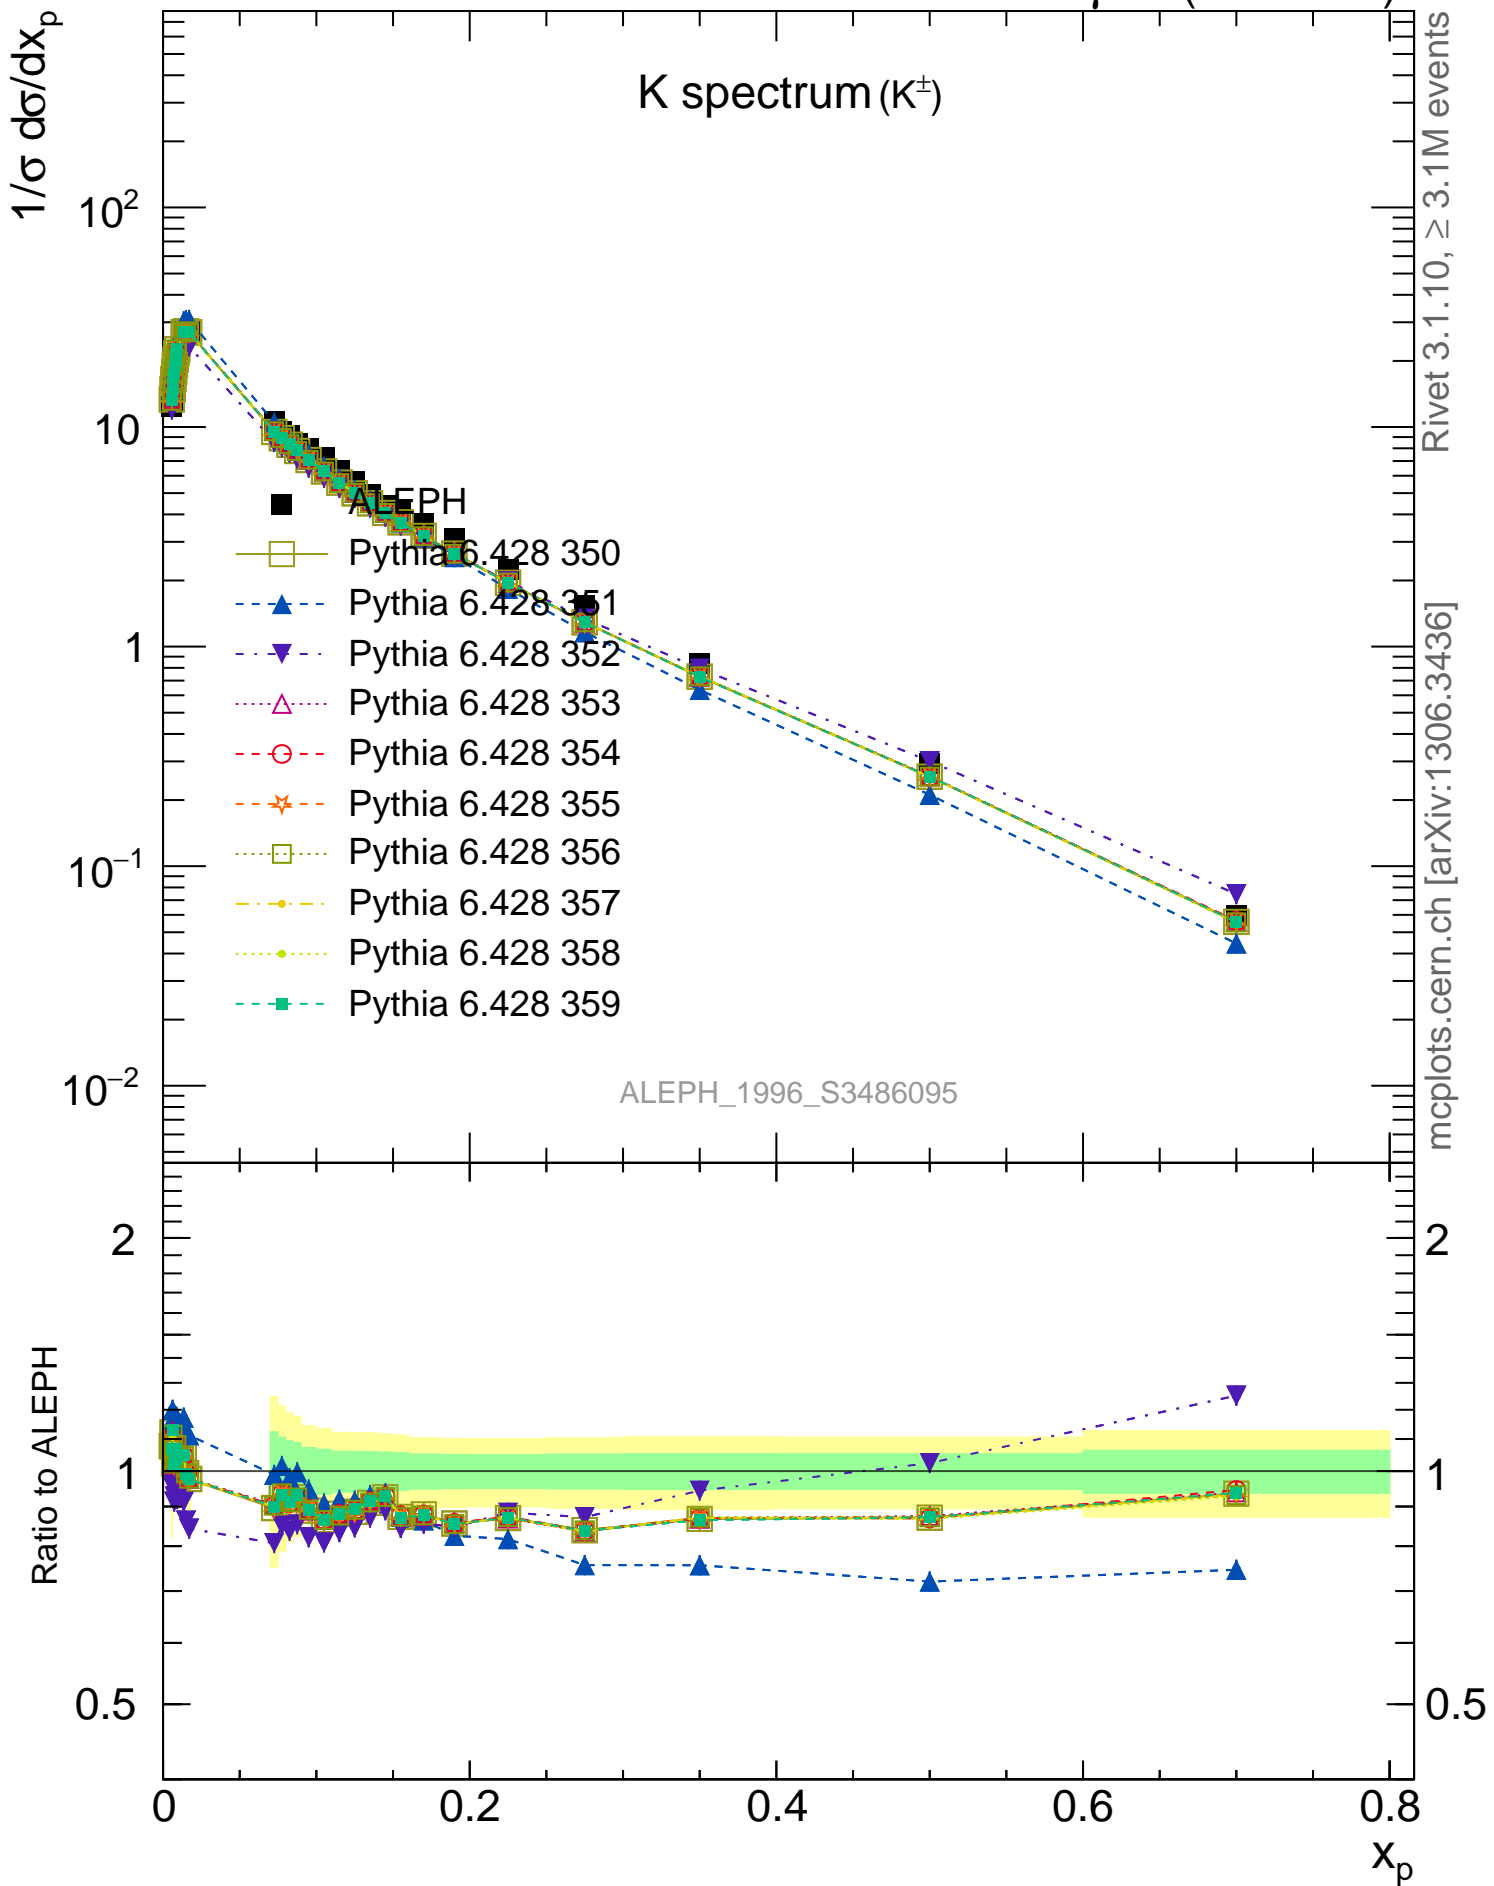 1/σ dσ/dxₚ
K spectrum (K±)
10²
10
1
10⁻¹
10⁻²
ALEPH
Pythia 6.428 350
Pythia 6.428 351
Pythia 6.428 352
Pythia 6.428 353
Pythia 6.428 354
Pythia 6.428 355
Pythia 6.428 356
Pythia 6.428 357
Pythia 6.428 358
Pythia 6.428 359
ALEPH_1996_S3486095
Rivet 3.1.10, ≥ 3.1M events
mcplots.cern.ch [arXiv:1306.3436]
Ratio to ALEPH
2
1
0.5
2
1
0.5
0
0.2
0.4
0.6
0.8
xₚ